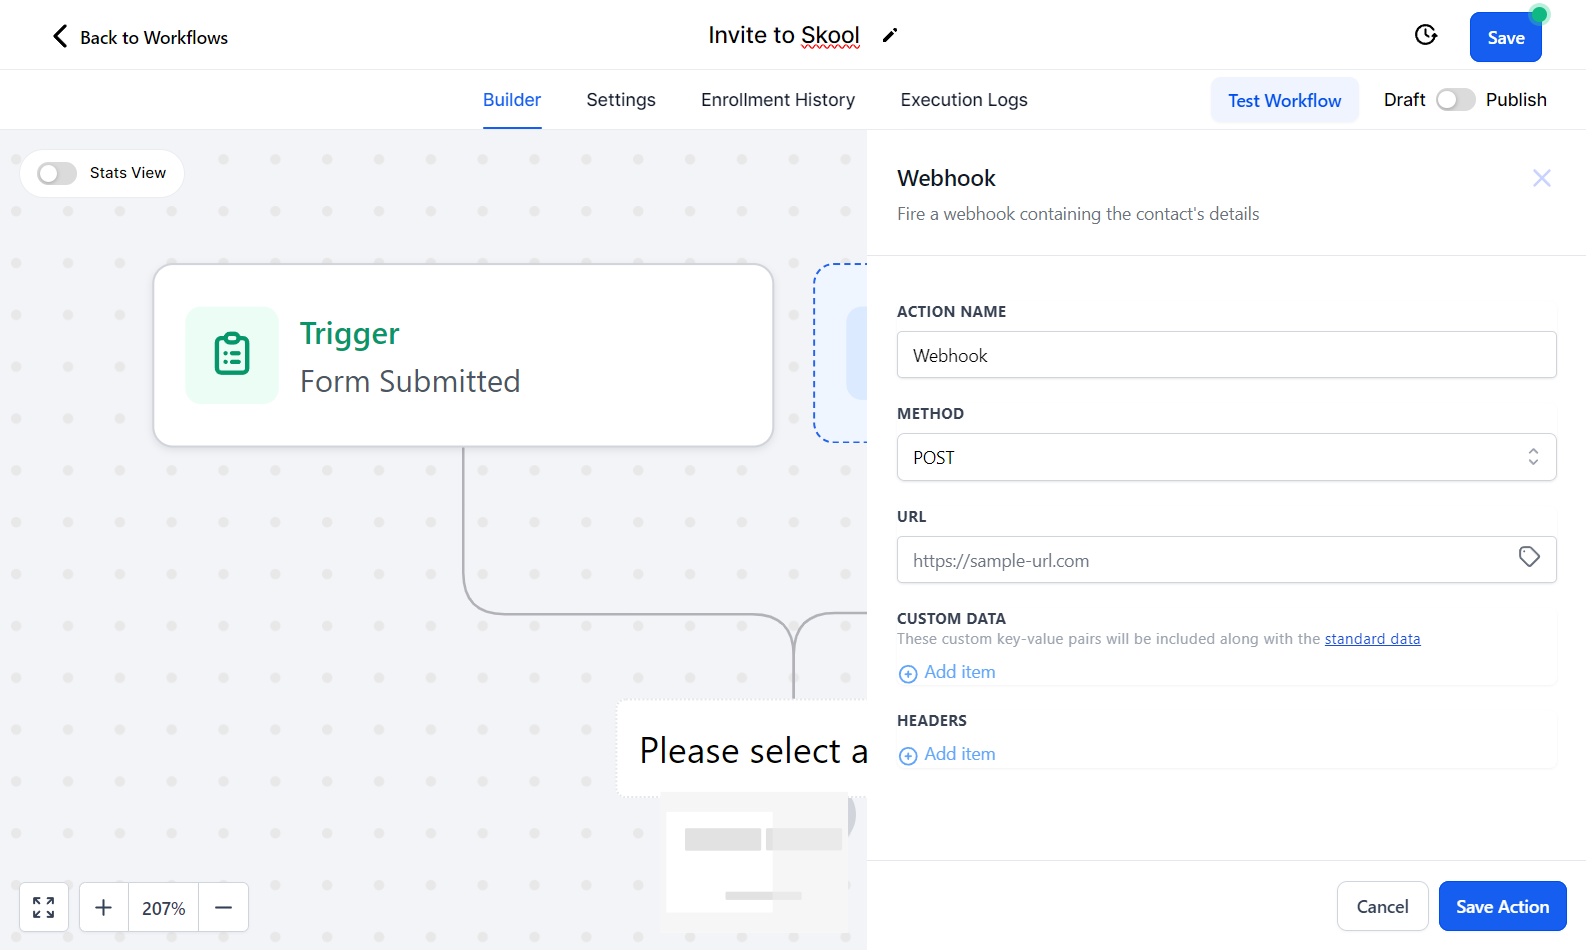 Back to Workflows
Invite to Skool
Save
Builder
Settings
Enrollment History
Execution Logs
Test Workflow
Draft
Publish
Stats View
Trigger
Form Submitted
Please select a
207%
Webhook
Fire a webhook containing the contact's details
ACTION NAME
Webhook
METHOD
POST
URL
https://sample-url.com
CUSTOM DATA
These custom key-value pairs will be included along with the standard data
Add item
HEADERS
Add item
Cancel
Save Action